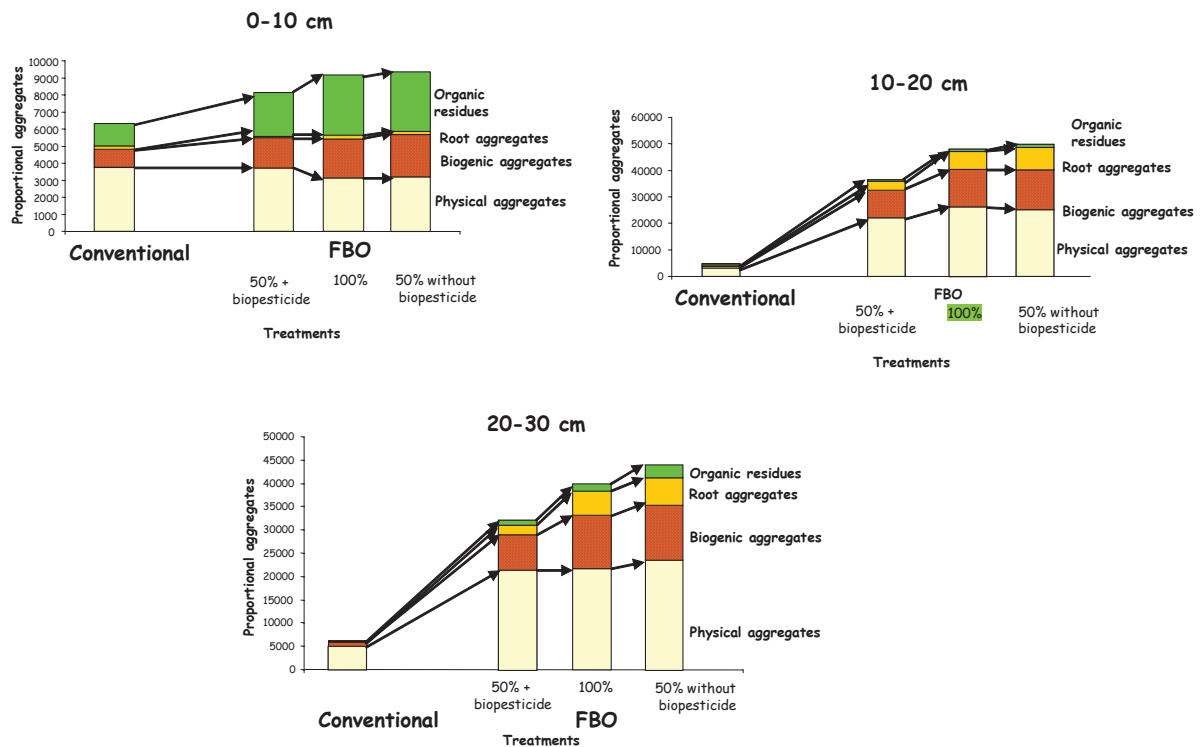 0-10 cm
Proportional aggregates
10000
9000
8000
7000
6000
5000
4000
3000
2000
1000
0
Organic
residues
Root aggregates
Biogenic aggregates
Physical aggregates
Conventional
FBO
50% +
biopesticide
100%
50% without
biopesticide
Treatments
10-20 cm
Proportional aggregates
60000
50000
40000
30000
20000
10000
0
Organic
residues
Root aggregates
Biogenic aggregates
Physical aggregates
Conventional
FBO
50% +
biopesticide
100%
50% without
biopesticide
Treatments
20-30 cm
Proportional aggregates
50000
45000
40000
35000
30000
25000
20000
15000
10000
5000
0
Organic residues
Root aggregates
Biogenic aggregates
Physical aggregates
50% +
biopesticide
100%
50% without
biopesticide
Conventional
FBO
Treatments